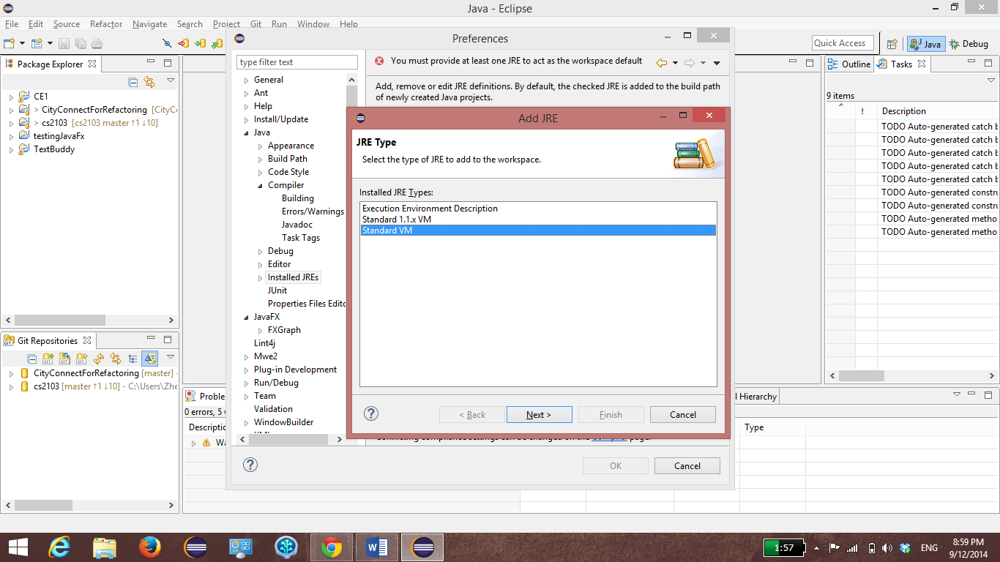 Java - Eclipse
File Edit Source Refactor Navigate Search Project Git Run Window Help
Quick Access
Java
Debug
Package Explorer
CE1
> CityConnectForRefactoring [CityC
> cs2103 [cs2103 master ↑1 ↓10]
testingJavaFx
TextBuddy
Git Repositories
CityConnectForRefactoring [master] -
cs2103 [master ↑1 ↓10] - C:\Users\Zhe
Preferences
type filter text
General
Ant
Help
Install/Update
Java
Appearance
Build Path
Code Style
Compiler
Building
Errors/Warnings
Javadoc
Task Tags
Debug
Editor
Installed JREs
JUnit
Properties Files Edito
JavaFX
FXGraph
Lint4j
Mwe2
Plug-in Development
Run/Debug
Team
Validation
WindowBuilder
You must provide at least one JRE to act as the workspace default
Add, remove or edit JRE definitions. By default, the checked JRE is added to the build path
of newly created Java projects.
Add JRE
JRE Type
Select the type of JRE to add to the workspace.
Installed JRE Types:
Execution Environment Description
Standard 1.1.x VM
Standard VM
< Back
Next >
Finish
Cancel
OK
Cancel
Outline
Tasks
9 items
! Description
TODO Auto-generated catch b
TODO Auto-generated catch b
TODO Auto-generated catch b
TODO Auto-generated catch b
TODO Auto-generated catch b
TODO Auto-generated constru
TODO Auto-generated constru
TODO Auto-generated metho
TODO Auto-generated metho
Proble
0 errors, 5 w
Descriptio
Wa
l Hierarchy
Type
1:57
ENG
8:59 PM
9/12/2014